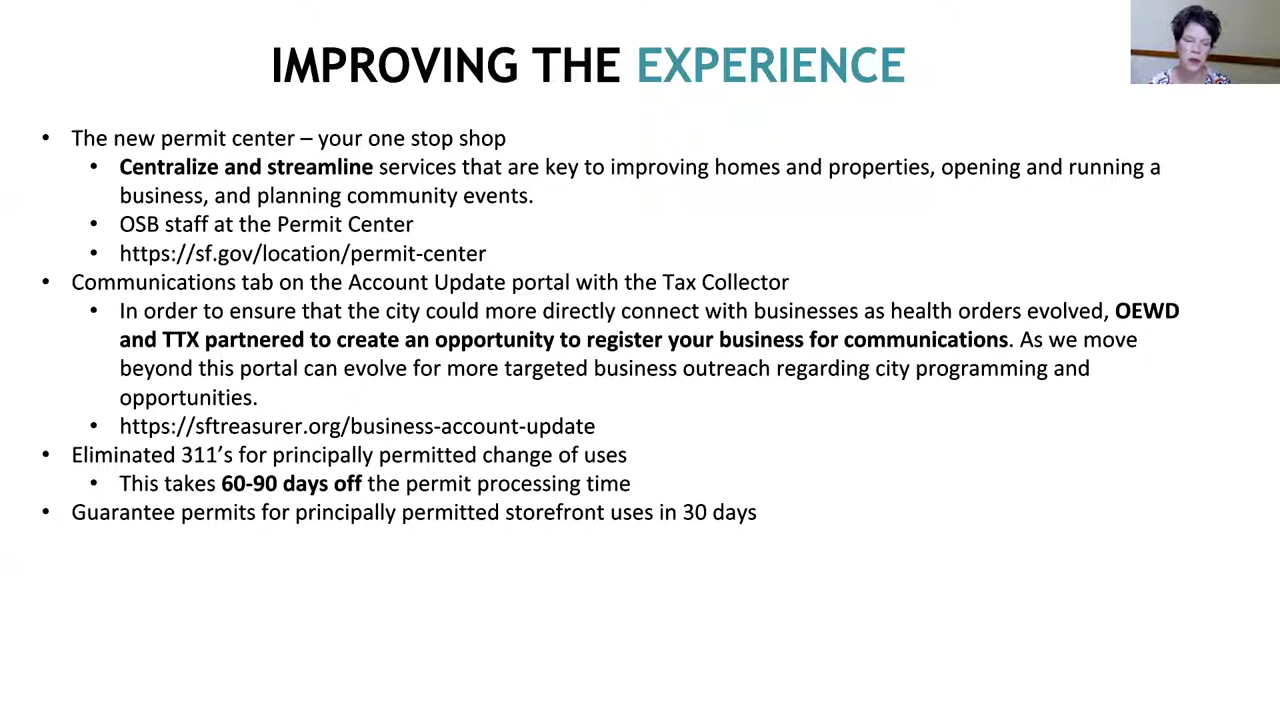 IMPROVING THE EXPERIENCE
• The new permit center – your one stop shop
• Centralize and streamline services that are key to improving homes and properties, opening and running a
business, and planning community events.
• OSB staff at the Permit Center
• https://sf.gov/location/permit-center
• Communications tab on the Account Update portal with the Tax Collector
• In order to ensure that the city could more directly connect with businesses as health orders evolved, OEWD
and TTX partnered to create an opportunity to register your business for communications. As we move
beyond this portal can evolve for more targeted business outreach regarding city programming and
opportunities.
• https://sftreasurer.org/business-account-update
• Eliminated 311’s for principally permitted change of uses
• This takes 60-90 days off the permit processing time
• Guarantee permits for principally permitted storefront uses in 30 days